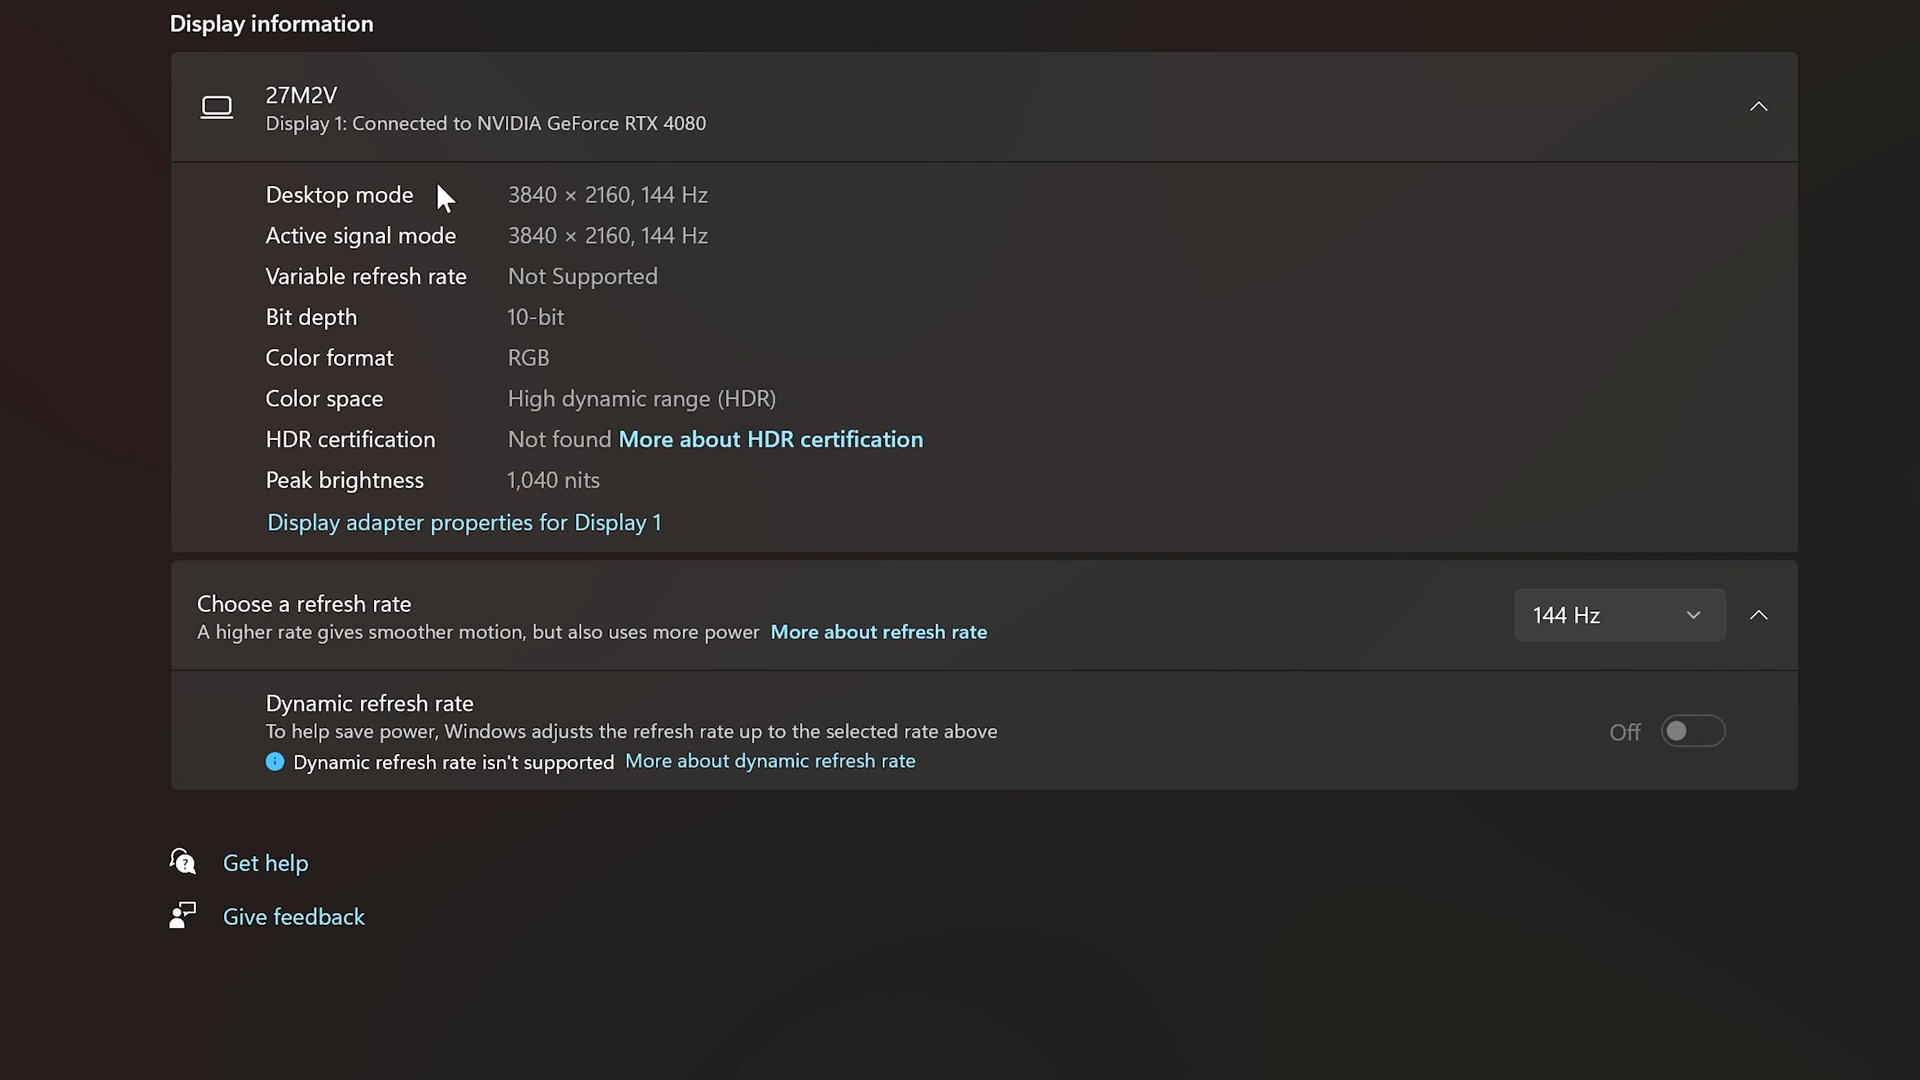 Display information
27M2V
Display 1: Connected to NVIDIA GeForce RTX 4080
Desktop mode 3840 × 2160, 144 Hz
Active signal mode 3840 × 2160, 144 Hz
Variable refresh rate Not Supported
Bit depth 10-bit
Color format RGB
Color space High dynamic range (HDR)
HDR certification Not found More about HDR certification
Peak brightness 1,040 nits
Display adapter properties for Display 1
Choose a refresh rate
A higher rate gives smoother motion, but also uses more power More about refresh rate
144 Hz
Dynamic refresh rate
To help save power, Windows adjusts the refresh rate up to the selected rate above
Dynamic refresh rate isn't supported More about dynamic refresh rate
Off
Get help
Give feedback